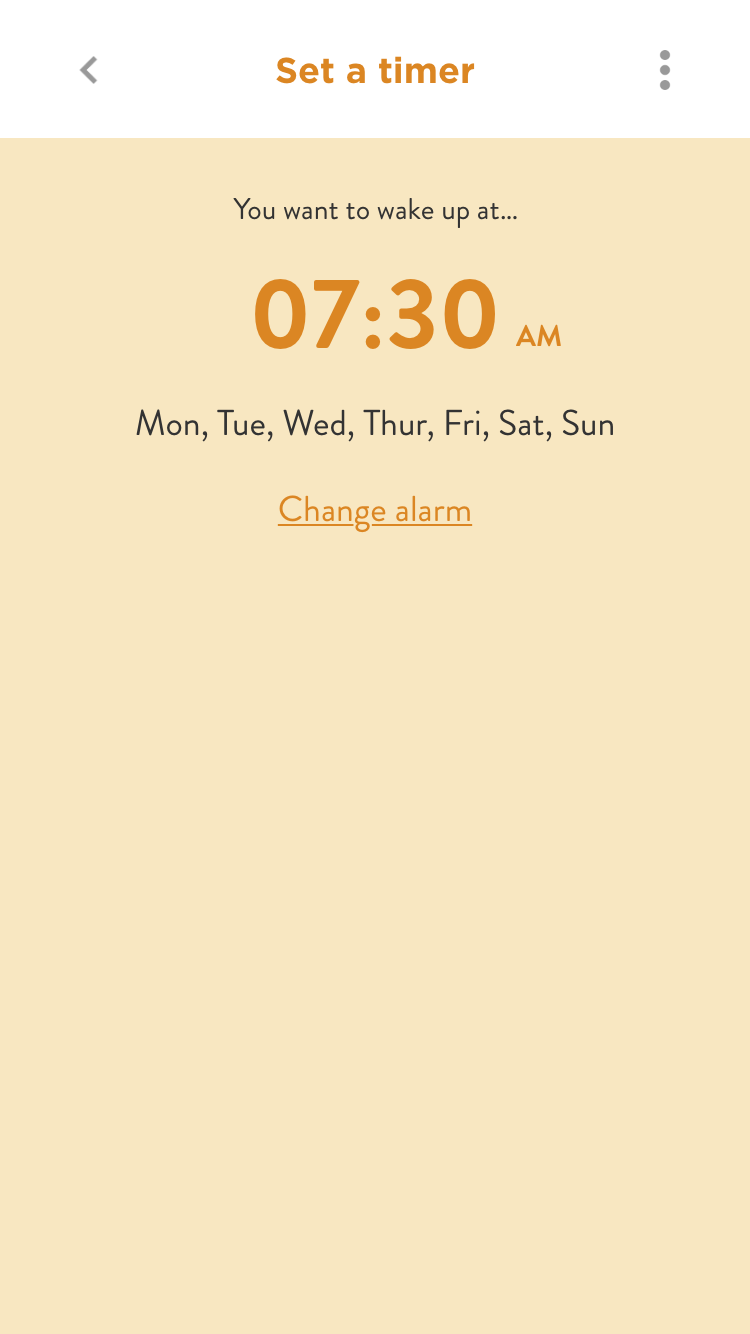 Set a timer
You want to wake up at...
07:30 AM
Mon, Tue, Wed, Thur, Fri, Sat, Sun
Change alarm